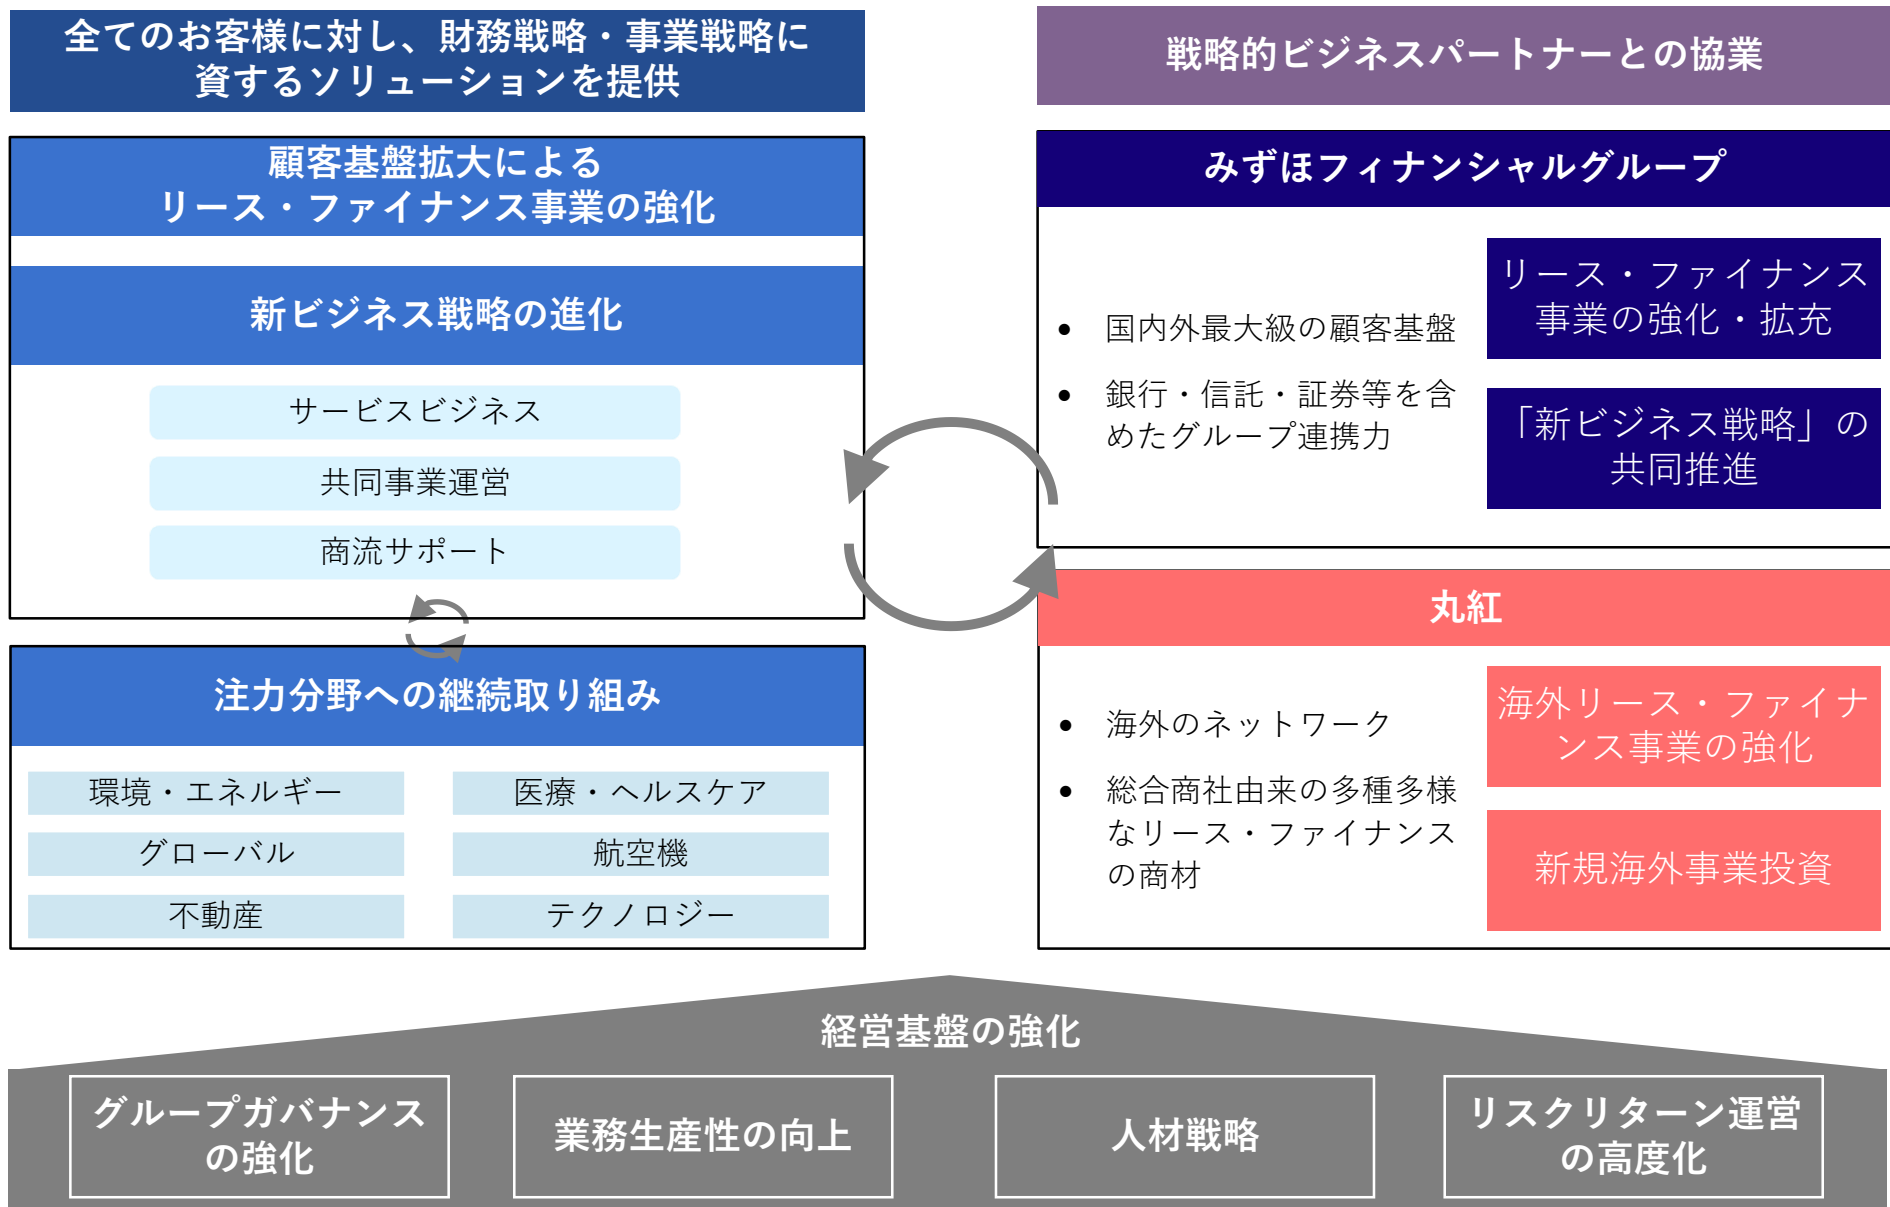 全てのお客様に対し、財務戦略・事業戦略に
資するソリューションを提供
顧客基盤拡大による
リース・ファイナンス事業の強化
新ビジネス戦略の進化
サービスビジネス
共同事業運営
商流サポート
注力分野への継続取り組み
環境・エネルギー
医療・ヘルスケア
グローバル
航空機
不動産
テクノロジー
戦略的ビジネスパートナーとの協業
みずほフィナンシャルグループ
• 国内外最大級の顧客基盤
• 銀行・信託・証券等を含
めたグループ連携力
リース・ファイナンス
事業の強化・拡充
「新ビジネス戦略」の
共同推進
丸紅
• 海外のネットワーク
• 総合商社由来の多種多様
なリース・ファイナンス
の商材
海外リース・ファイナ
ンス事業の強化
新規海外事業投資
経営基盤の強化
グループガバナンス
の強化
業務生産性の向上
人材戦略
リスクリターン運営
の高度化